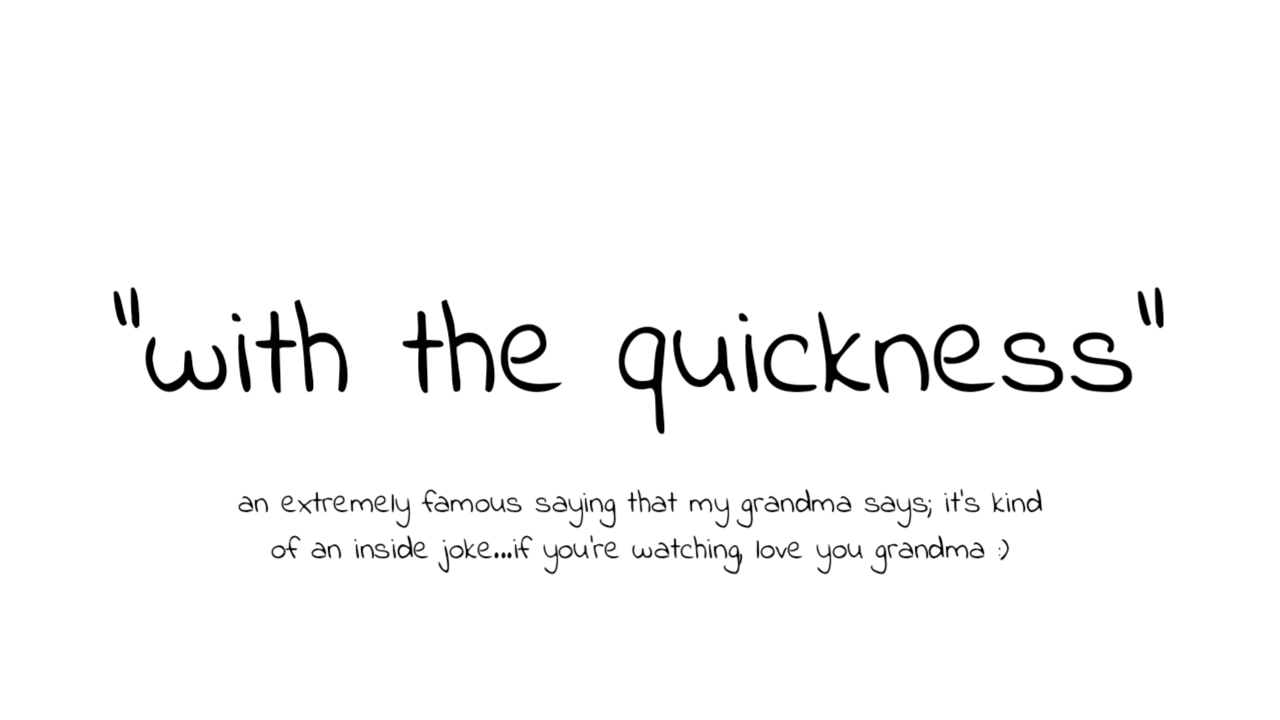 "with the quickness"
an extremely famous saying that my grandma says; it's kind
of an inside joke...if you're watching, love you grandma :)